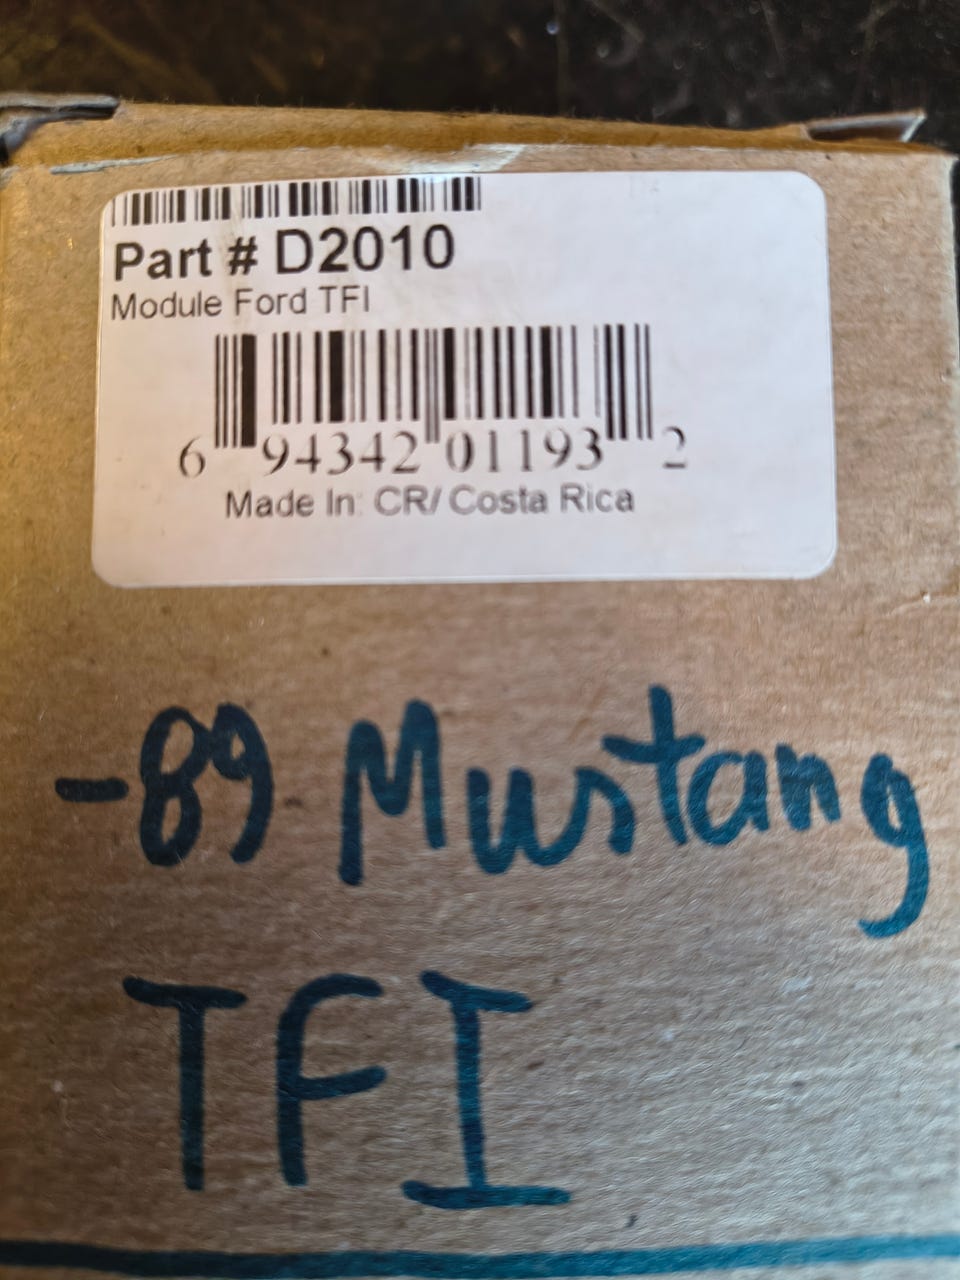 Part # D2010
Module Ford TFI
6 94342 01193 2
Made In: CR/ Costa Rica
-89 Mustang
TFI